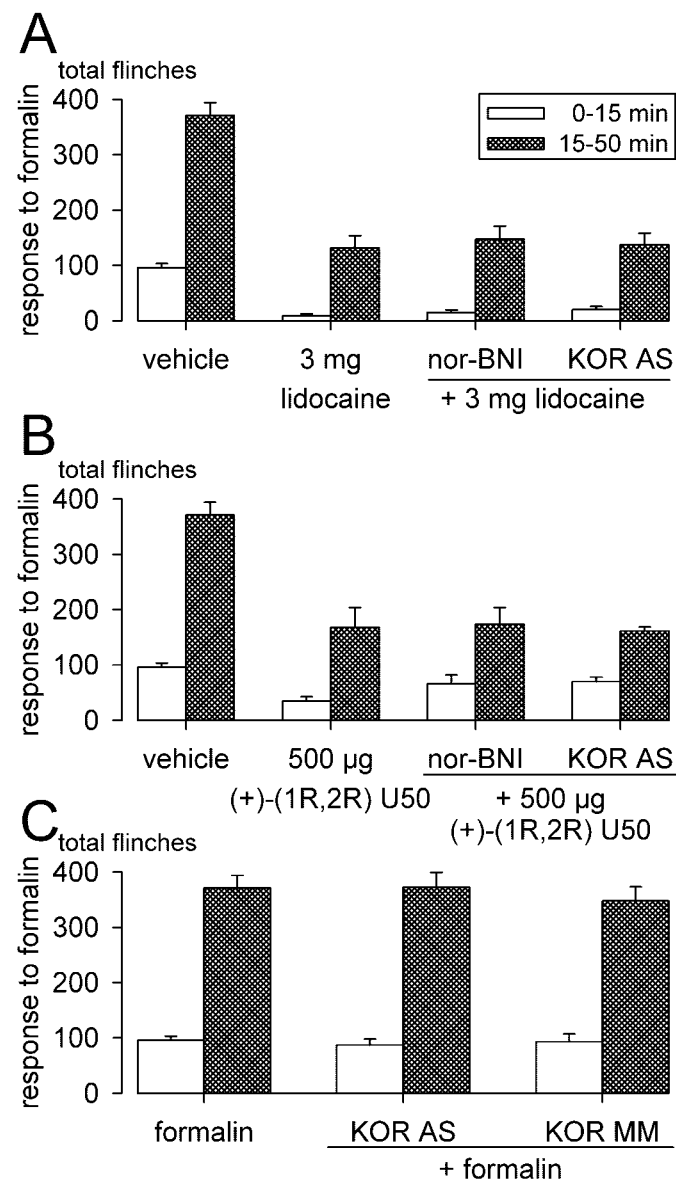 A
total flinches
response to formalin
400
300
200
100
0
0-15 min
15-50 min
vehicle
3 mg
lidocaine
nor-BNI
KOR AS
+ 3 mg lidocaine
B
total flinches
response to formalin
400
300
200
100
0
vehicle
500 µg
(+)-(1R,2R) U50
nor-BNI
KOR AS
+ 500 µg
(+)-(1R,2R) U50
C
total flinches
response to formalin
400
300
200
100
0
formalin
KOR AS
KOR MM
+ formalin